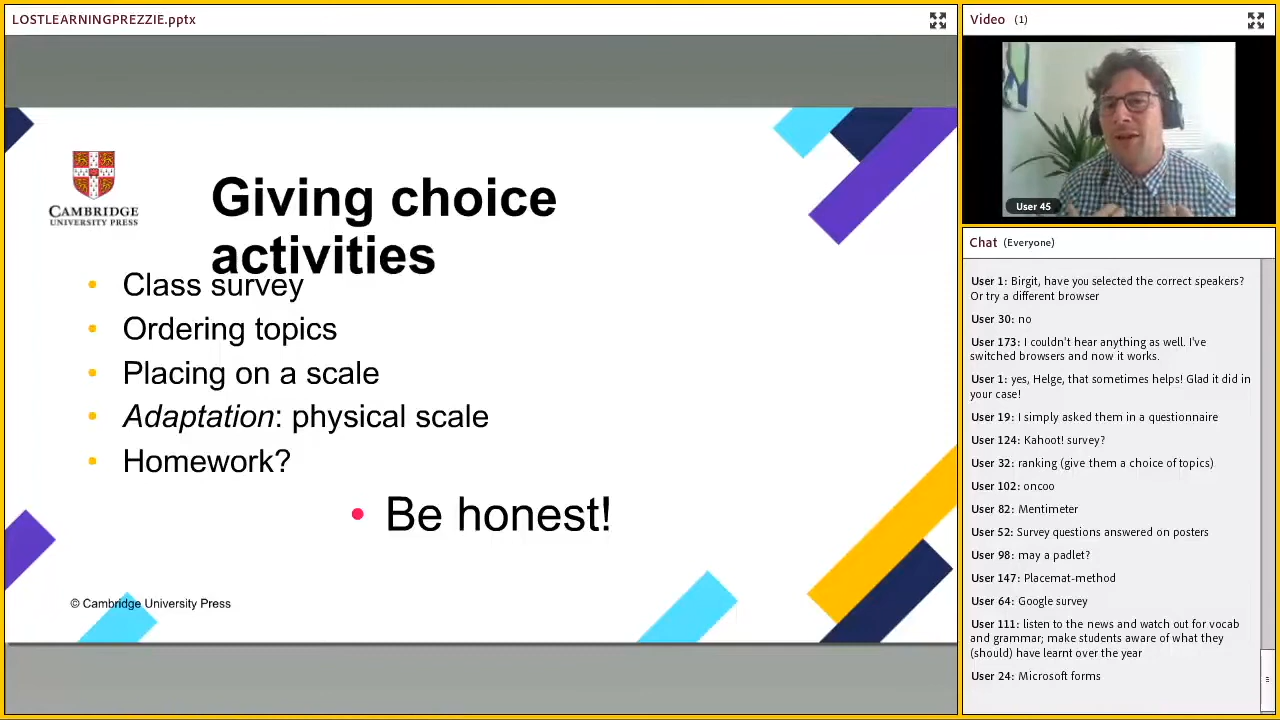 LOSTLEARNINGPREZZIE.pptx
CAMBRIDGE
UNIVERSITY PRESS
Giving choice
activities
• Class survey
• Ordering topics
• Placing on a scale
• Adaptation: physical scale
• Homework?
• Be honest!
© Cambridge University Press
Video (1)
User 45
Chat (Everyone)
User 1: Birgit, have you selected the correct speakers?
Or try a different browser
User 30: no
User 173: I couldn't hear anything as well. I've
switched browsers and now it works.
User 1: yes, Helge, that sometimes helps! Glad it did in
your case!
User 19: I simply asked them in a questionnaire
User 124: Kahoot! survey?
User 32: ranking (give them a choice of topics)
User 102: oncoo
User 82: Mentimeter
User 52: Survey questions answered on posters
User 98: may a padlet?
User 147: Placemat-method
User 64: Google survey
User 111: listen to the news and watch out for vocab
and grammar; make students aware of what they
(should) have learnt over the year
User 24: Microsoft forms